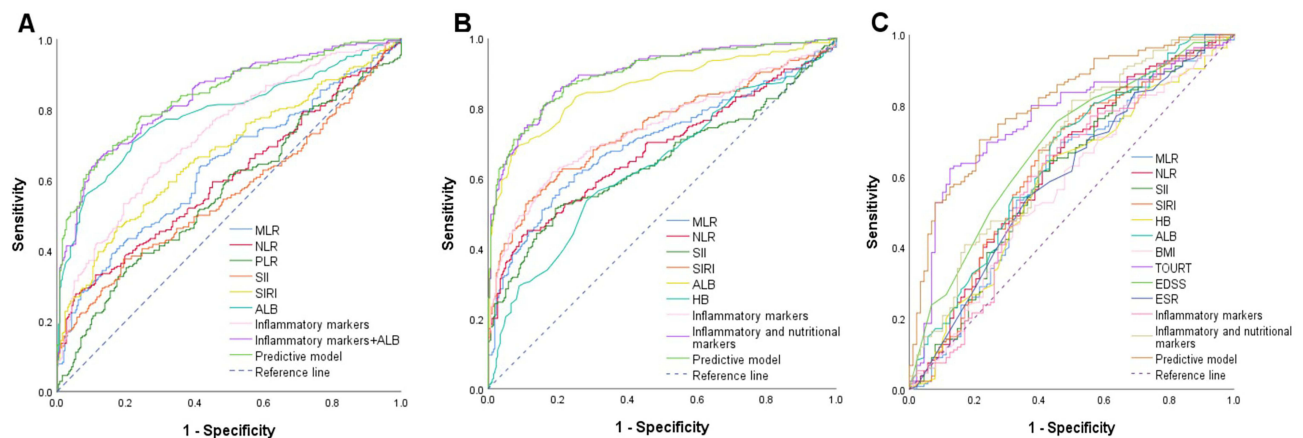 A
Sensitivity
1.0
0.8
0.6
0.4
0.2
0.0
MLR
NLR
PLR
SII
SIRI
ALB
Inflammatory markers
Inflammatory markers+ALB
Predictive model
Reference line
0.0 0.2 0.4 0.6 0.8 1.0
1 - Specificity
B
Sensitivity
1.0
0.8
0.6
0.4
0.2
0.0
MLR
NLR
SII
SIRI
ALB
HB
Inflammatory markers
Inflammatory and nutritional
markers
Predictive model
Reference line
0.0 0.2 0.4 0.6 0.8 1.0
1 - Specificity
C
Sensitivity
1.0
0.8
0.6
0.4
0.2
0.0
MLR
NLR
SII
SIRI
HB
ALB
BMI
TOURT
EDSS
ESR
Inflammatory markers
Inflammatory and nutritional
markers
Predictive model
Reference line
0.0 0.2 0.4 0.6 0.8 1.0
1 - Specificity